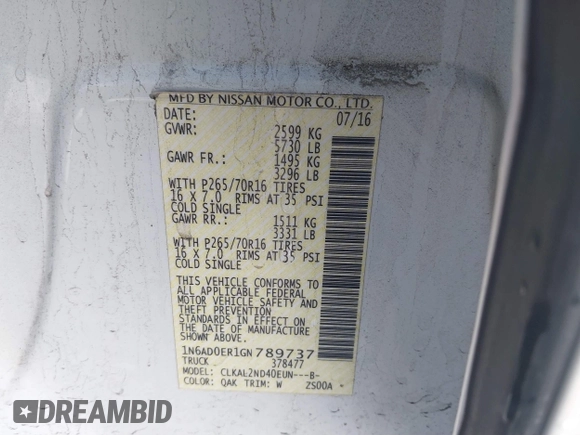 MFD BY NISSAN MOTOR CO., LTD.
DATE: 07/16
GVWR: 2599 KG
5730 LB
GAWR FR.: 1495 KG
3296 LB
WITH P265/70R16 TIRES
16 X 7.0 RIMS AT 35 PSI
COLD SINGLE
GAWR RR.: 1511 KG
3331 LB
WITH P265/70R16 TIRES
16 X 7.0 RIMS AT 35 PSI
COLD SINGLE
THIS VEHICLE CONFORMS TO
ALL APPLICABLE FEDERAL
MOTOR VEHICLE SAFETY AND
THEFT PREVENTION
STANDARDS IN EFFECT ON
THE DATE OF MANUFACTURE
SHOWN ABOVE.
1N6AD0ER1GN789737
TRUCK 378477
MODEL: CLKAL2ND40EUN---B-
COLOR: QAK TRIM: W ZS00A
DREAMBID
DREAMBID